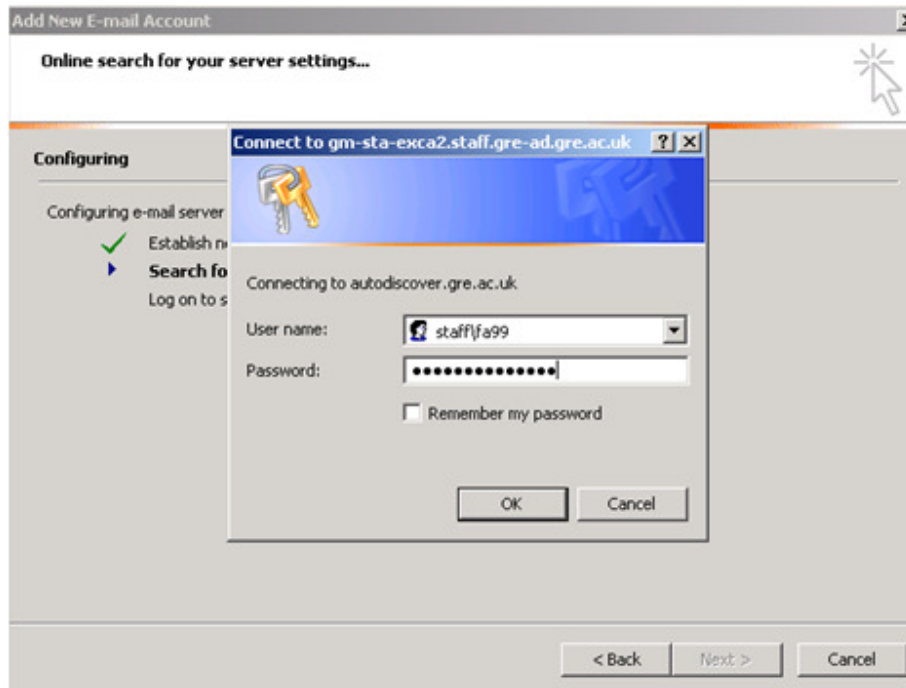 Add New E-mail Account
Online search for your server settings...
Connect to gm-sta-exca2.staff.gre-ad.gre.ac.uk ? X
Configuring
Configuring e-mail server
Establish
Search
Log on to
Connecting to autodiscover.gre.ac.uk
User name: staff\fa99
Password: ••••••••••••••
Remember my password
OK Cancel
< Back Next > Cancel